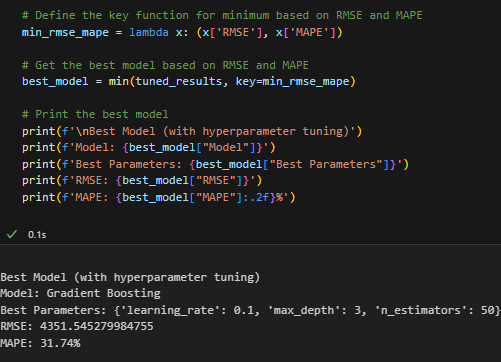 # Define the key function for minimum based on RMSE and MAPE
min_rmse_mape = lambda x: (x['RMSE'], x['MAPE'])
# Get the best model based on RMSE and MAPE
best_model = min(tuned_results, key=min_rmse_mape)
# Print the best model
print(f'\nBest Model (with hyperparameter tuning)')
print(f'Model: {best_model["Model"]}')
print(f'Best Parameters: {best_model["Best Parameters"]}')
print(f'RMSE: {best_model["RMSE"]}')
print(f'MAPE: {best_model["MAPE"]:.2f}%')
✓ 0.1s
Best Model (with hyperparameter tuning)
Model: Gradient Boosting
Best Parameters: {'learning_rate': 0.1, 'max_depth': 3, 'n_estimators': 50}
RMSE: 4351.545279984755
MAPE: 31.74%